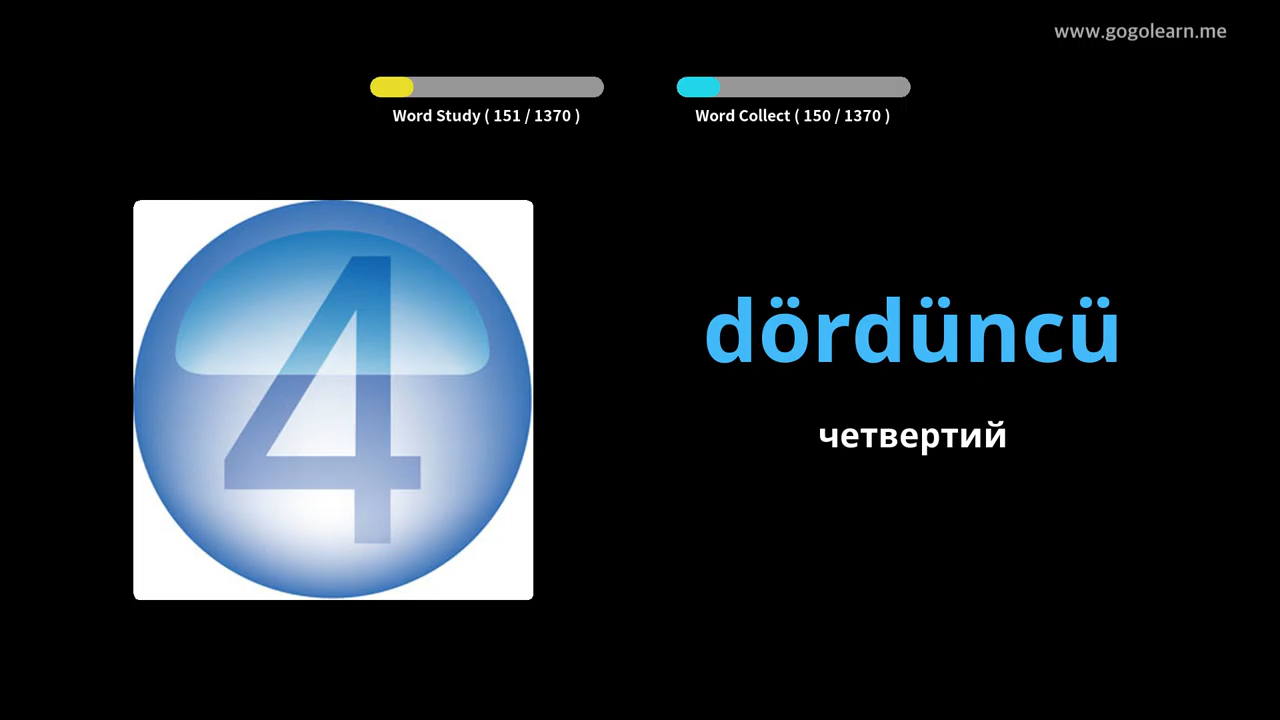 www.gogolearn.me
Word Study ( 151 / 1370 )
Word Collect ( 150 / 1370 )
4
dördüncü
четвертий